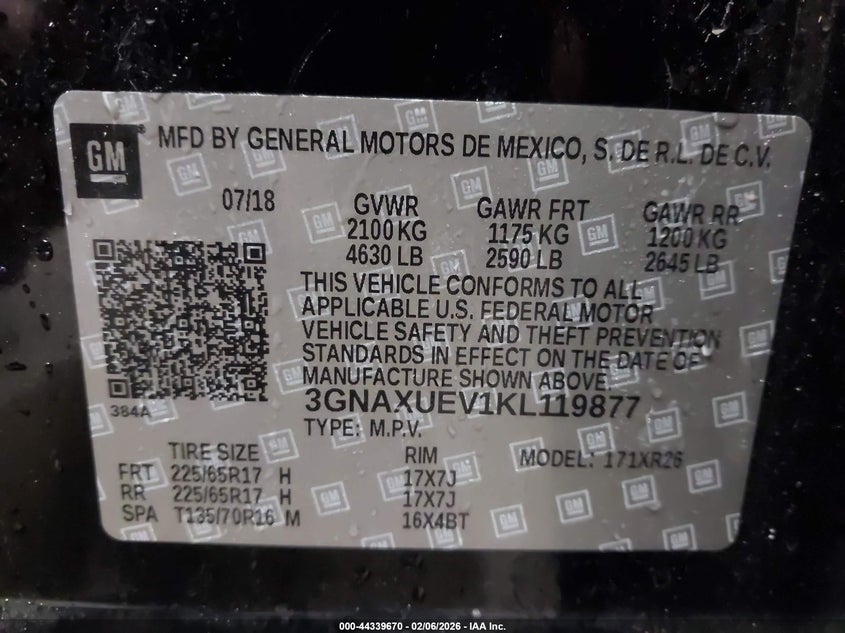 GM ® MFD BY GENERAL MOTORS DE MEXICO, S. DE R.L. DE C.V.
07/18 GVWR GAWR FRT GAWR RR
2100 KG 1175 KG 1200 KG
4630 LB 2590 LB 2645 LB
THIS VEHICLE CONFORMS TO ALL
APPLICABLE U.S. FEDERAL MOTOR
VEHICLE SAFETY AND THEFT PREVENTION
STANDARDS IN EFFECT ON THE DATE OF
MANUFACTURE SHOWN ABOVE.
384A
3GNAXUEV1KL119877
TYPE: M.P.V.
TIRE SIZE RIM MODEL: 171XR26
FRT 225/65R17 H 17X7J
RR 225/65R17 H 17X7J
SPA T135/70R16 M 16X4BT
000-44339670 - 02/06/2026 - IAA Inc.